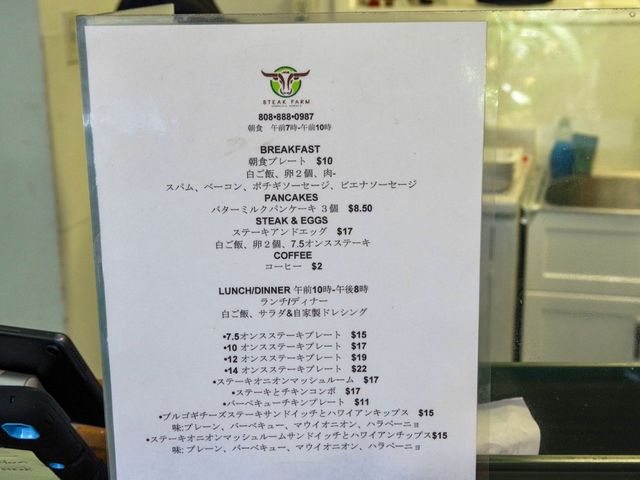 STEAK FARM
808•888•0987
朝食 午前7時-午前10時
BREAKFAST
朝食プレート $10
白ご飯、卵２個、肉-
スパム、ベーコン、ポチギソーセージ、ビエナソーセージ
PANCAKES
バターミルクパンケーキ ３個 $8.50
STEAK & EGGS
ステーキアンドエッグ $17
白ご飯、卵２個、7.5オンスステーキ
COFFEE
コーヒー $2
LUNCH/DINNER 午前10時-午後8時
ランチ/ディナー
白ご飯、サラダ&自家製ドレシング
•7.5オンスステーキプレート $15
•10 オンスステーキプレート $17
•12 オンスステーキプレート $19
•14 オンスステーキプレート $22
•ステーキオニオンマッシュルーム $17
•ステーキとチキンコンボ $17
•バーベキューチキンプレート $11
•プルゴギチーズステーキサンドイッチとハワイアンキップス $15
味:プレーン、バーベキュー、マウイオニオン、ハラペーニョ
•ステーキオニオンマッシュルームサンドイッチとハワイアンチップス$15
味: プレーン、バーベキュー、マウイオニオン、ハラペーニョ